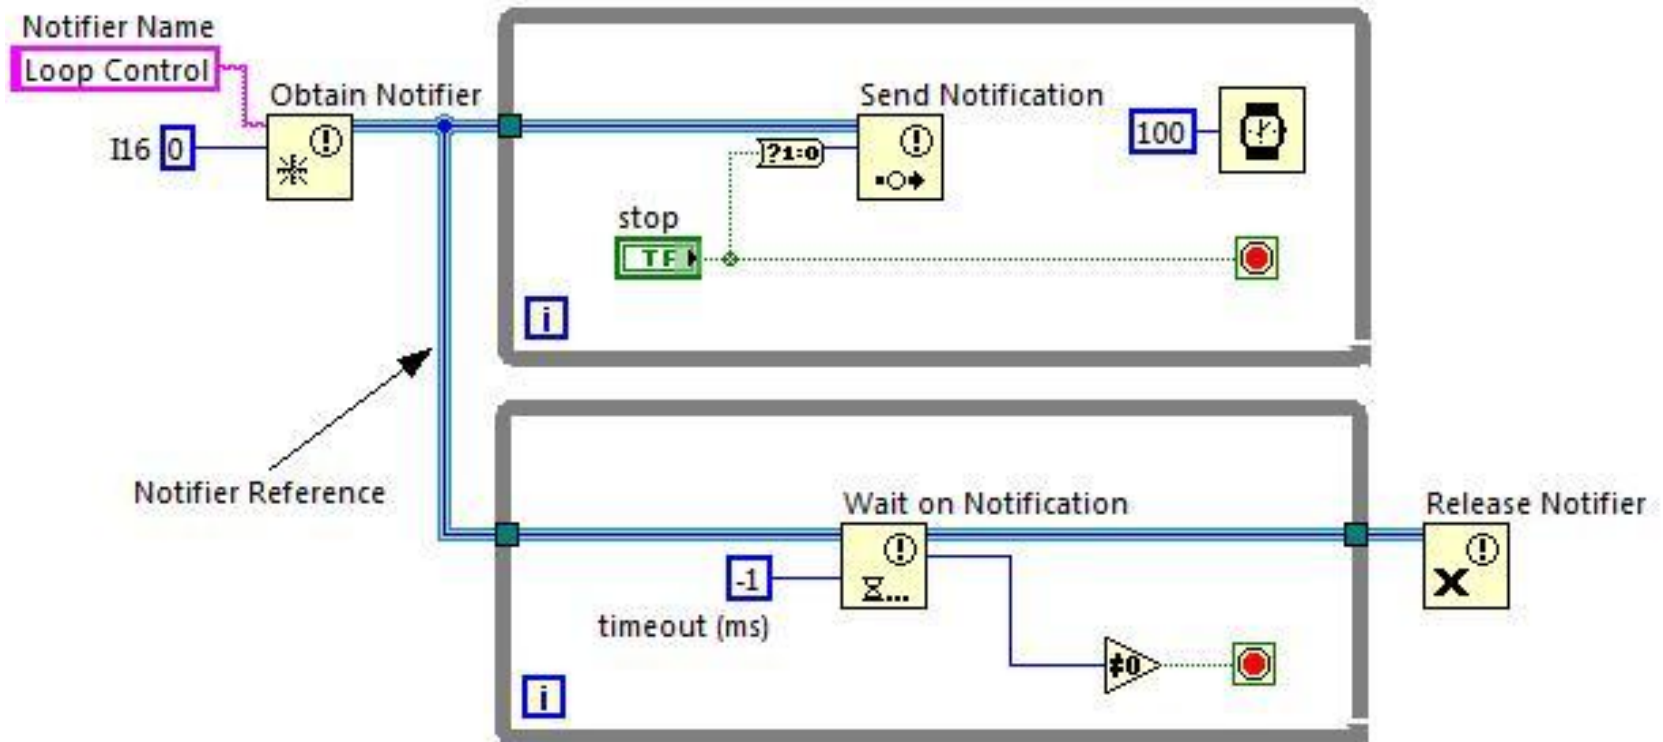 Notifier Name
Loop Control
Obtain Notifier
I16 0
Send Notification
100
?1:0
stop
TF
i
Notifier Reference
Wait on Notification
Release Notifier
-1
timeout (ms)
≠0
i